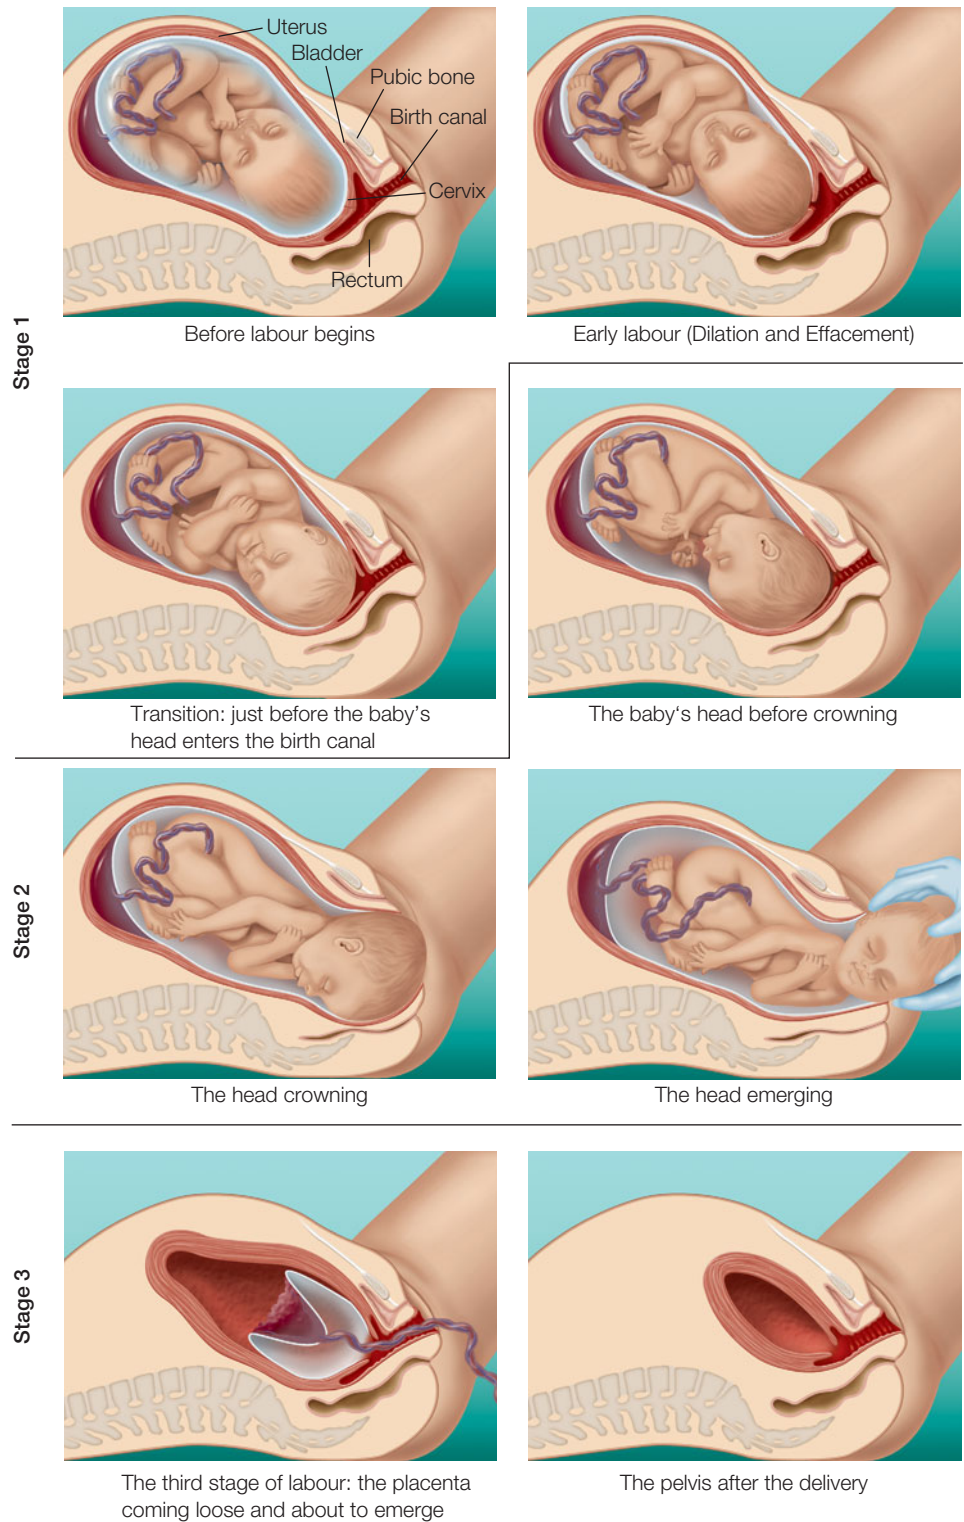 Uterus
Bladder
Pubic bone
Birth canal
Cervix
Rectum
Stage 1
Before labour begins
Early labour (Dilation and Effacement)
Transition: just before the baby’s
head enters the birth canal
The baby‘s head before crowning
Stage 2
The head crowning
The head emerging
Stage 3
The third stage of labour: the placenta
coming loose and about to emerge
The pelvis after the delivery